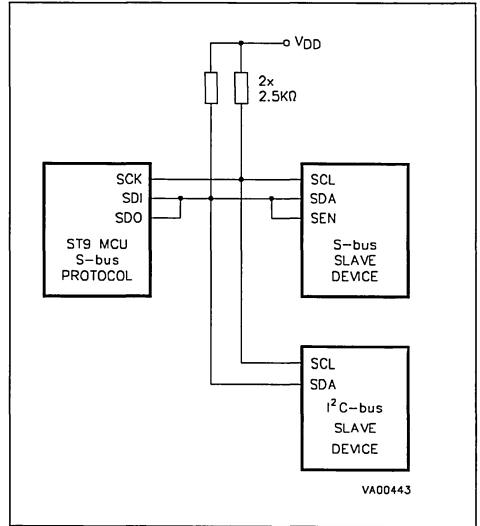 VDD
2x
2.5KΩ
SCK
SDI
SDO
ST9 MCU
S-bus
PROTOCOL
SCL
SDA
SEN
S-bus
SLAVE
DEVICE
SCL
SDA
I²C-bus
SLAVE
DEVICE
VA00443